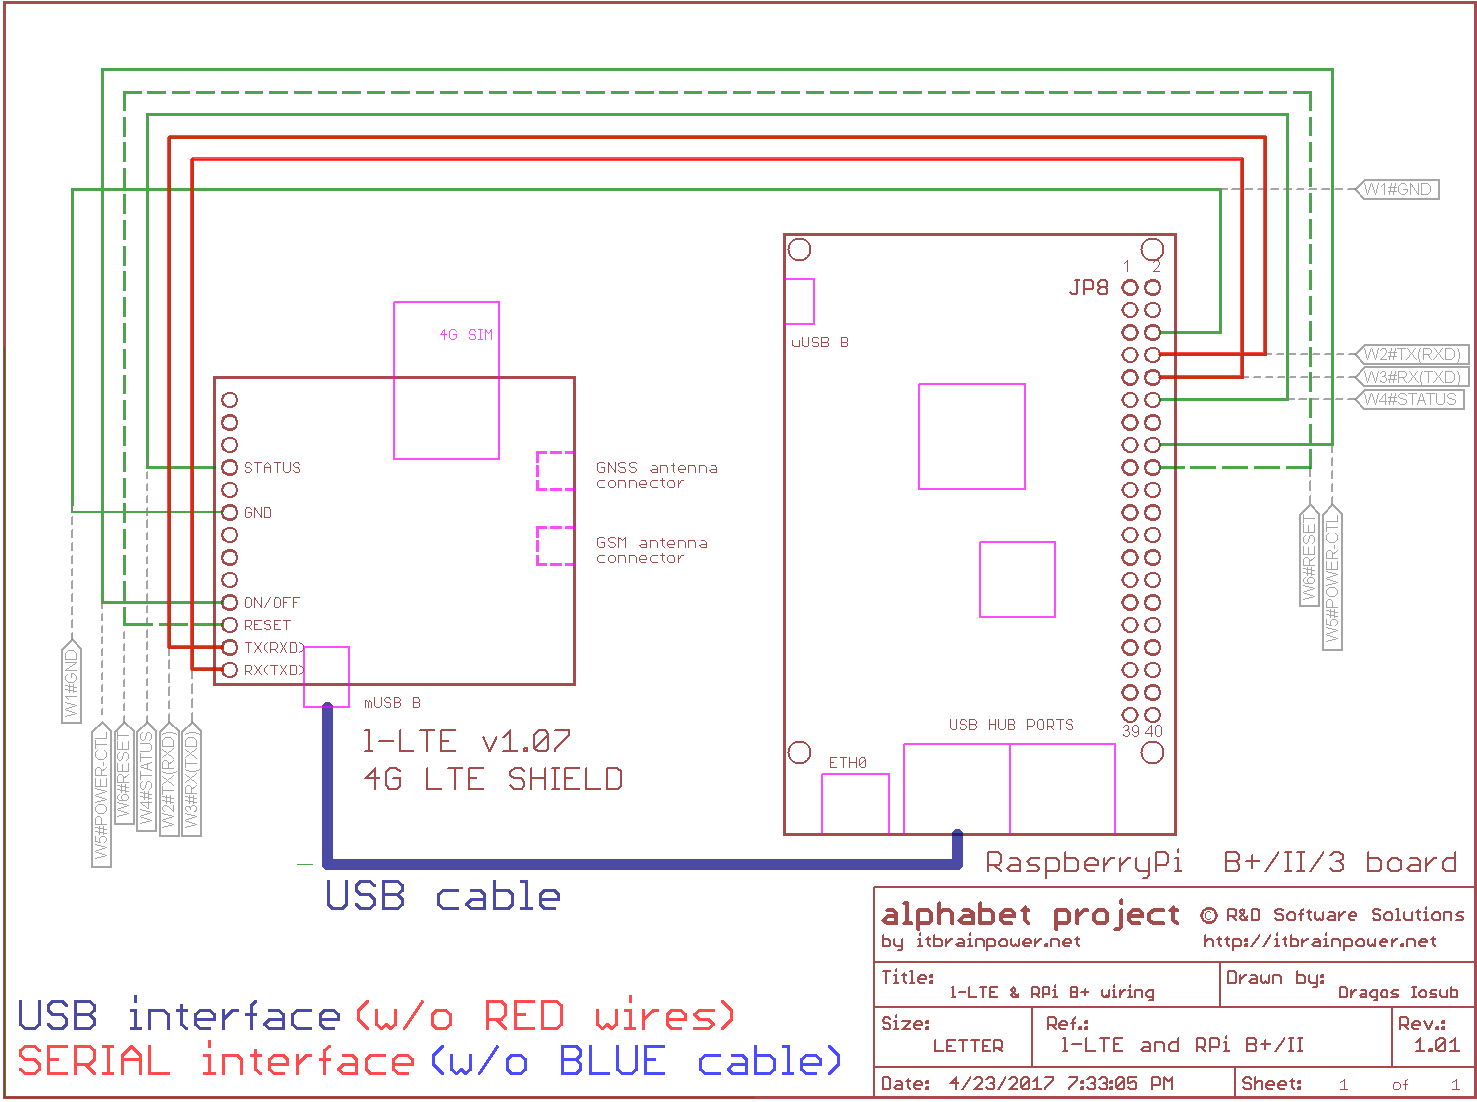 W1#GND
1 2
JP8
4G SIM
uUSB B
W2#TX(RXD)
W3#RX(TXD)
W4#STATUS
STATUS
GNSS antenna
connector
GND
GSM antenna
connector
W6#RESET
W5#POWER-CTL
ON/OFF
RESET
TX(RXD)
RX(TXD)
mUSB B
W1#GND
W5#POWER-CTL
W6#RESET
W4#STATUS
W2#TX(RXD)
W3#RX(TXD)
l-LTE v1.07
4G LTE SHIELD
USB HUB PORTS
39 40
ETH0
RaspberryPi B+/II/3 board
USB cable
alphabet project © R&D Software Solutions
by itbrainpower.net http://itbrainpower.net
Title: Drawn by:
l-LTE & RPi B+ wiring Dragos Iosub
Size: Ref.: Rev.:
LETTER l-LTE and RPi B+/II 1.01
Date: 4/23/2017 7:33:05 PM Sheet: 1 of 1
USB interface (w/o RED wires)
SERIAL interface (w/o BLUE cable)